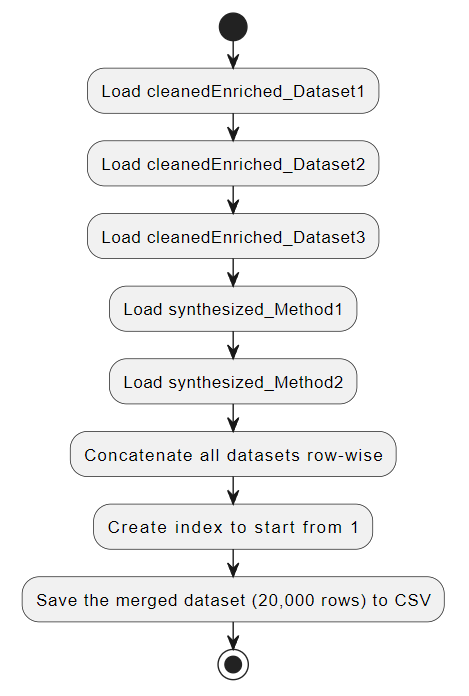 Load cleanedEnriched_Dataset1
Load cleanedEnriched_Dataset2
Load cleanedEnriched_Dataset3
Load synthesized_Method1
Load synthesized_Method2
Concatenate all datasets row-wise
Create index to start from 1
Save the merged dataset (20,000 rows) to CSV